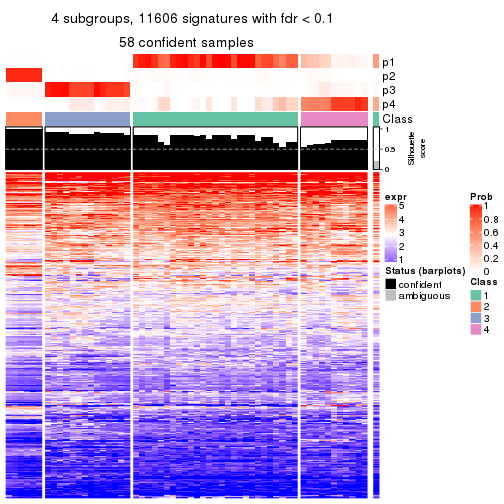 4 subgroups, 11606 signatures with fdr < 0.1
58 confident samples
p1
p2
p3
p4
Class
1
0.5
0
Silhouette
score
expr
5
4
3
2
1
Status (barplots)
confident
ambiguous
Prob
1
0.8
0.6
0.4
0.2
0
Class
1
2
3
4